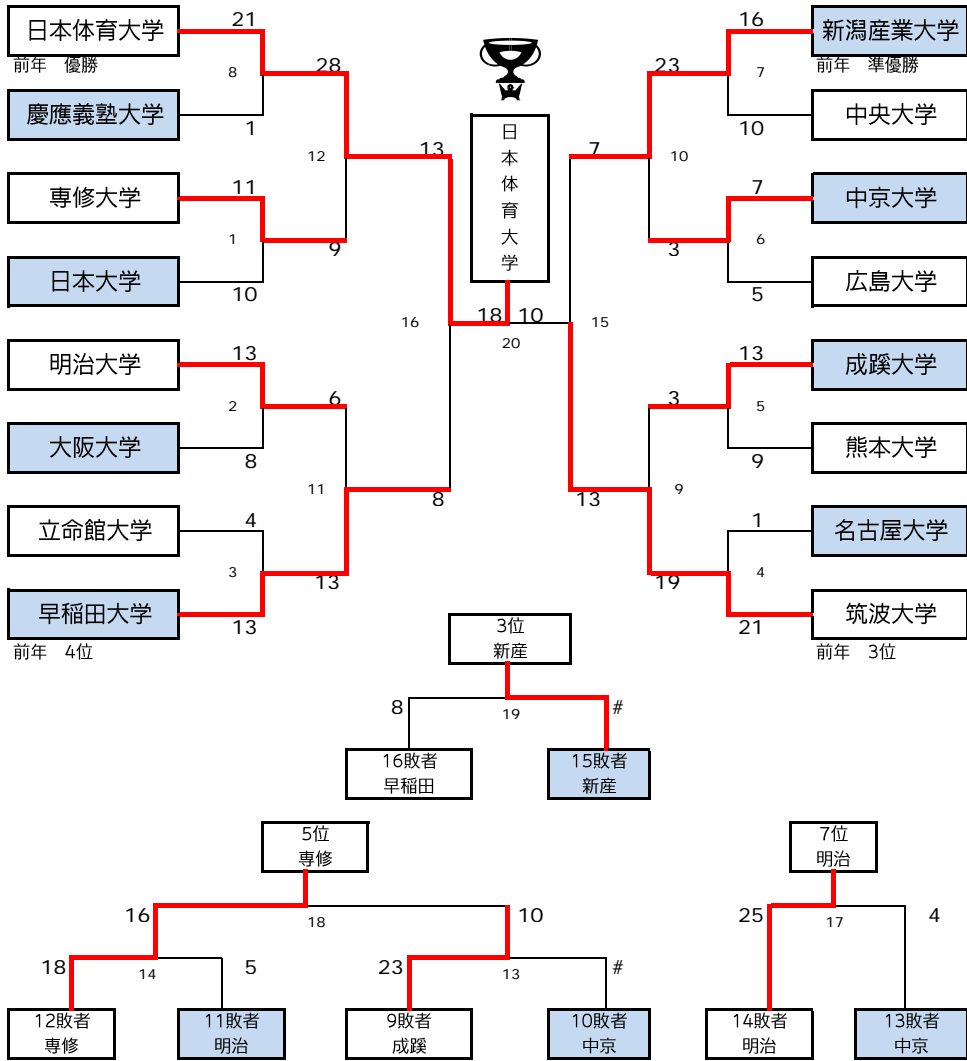 21
16
日本体育大学
新潟産業大学
前年　優勝
8
28
23
7
前年　準優勝
慶應義塾大学
中央大学
1
10
日本体育大学
12
13
7
10
専修大学
11
7
中京大学
1
9
3
6
日本大学
広島大学
10
5
16
18
10
15
20
明治大学
13
13
成蹊大学
2
6
3
5
大阪大学
熊本大学
8
9
11
8
13
9
立命館大学
4
1
名古屋大学
3
13
19
4
早稲田大学
筑波大学
13
21
前年　4位
前年　3位
3位
新産
8
19
#
16敗者
早稲田
15敗者
新産
5位
専修
7位
明治
16
18
10
25
17
4
18
14
5
23
13
#
12敗者
専修
11敗者
明治
9敗者
成蹊
10敗者
中京
14敗者
明治
13敗者
中京